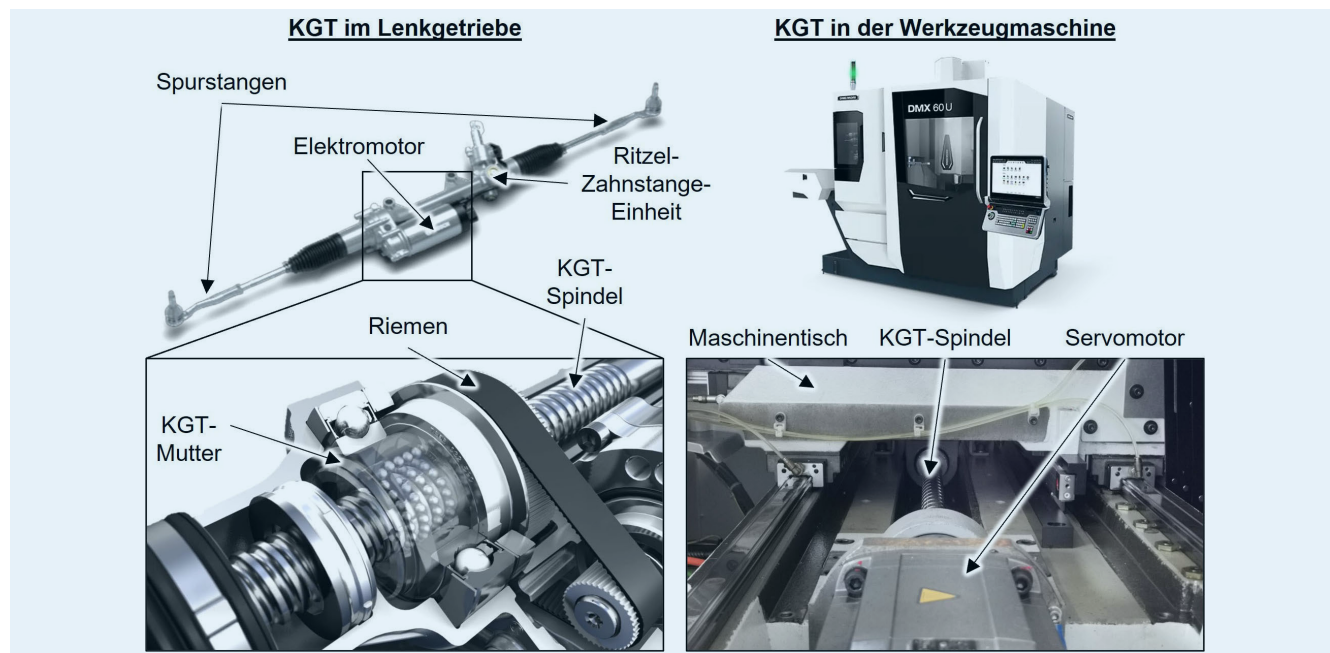 KGT im Lenkgetriebe
Spurstangen
Elektromotor
Ritzel-
Zahnstange-
Einheit
KGT-
Spindel
Riemen
KGT-
Mutter
KGT in der Werkzeugmaschine
DMX 60 U
Maschinentisch
KGT-Spindel
Servomotor